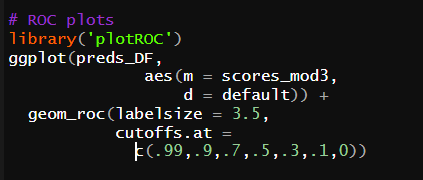 # ROC plots
library('plotROC')
ggplot(preds_DF,
aes(m = scores_mod3,
d = default)) +
geom_roc(labelsize = 3.5,
cutoffs.at =
c(.99,.9,.7,.5,.3,.1,0))